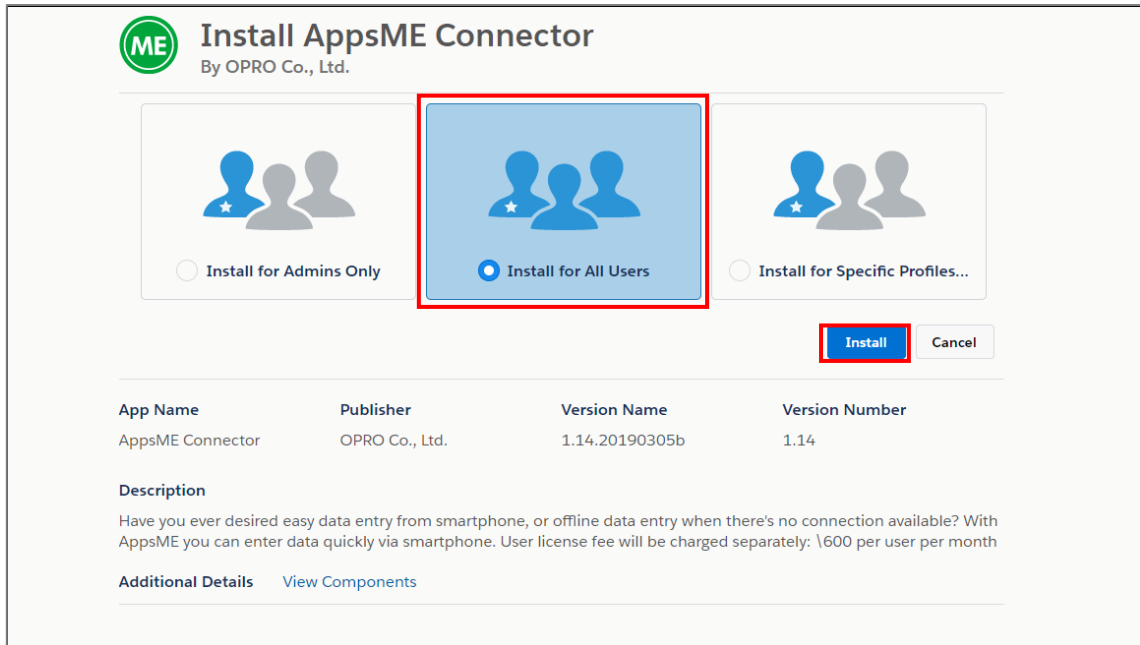 ME
Install AppsME Connector
By OPRO Co., Ltd.
Install for Admins Only
Install for All Users
Install for Specific Profiles...
Install
Cancel
App Name
Publisher
Version Name
Version Number
AppsME Connector
OPRO Co., Ltd.
1.14.20190305b
1.14
Description
Have you ever desired easy data entry from smartphone, or offline data entry when there's no connection available? With
AppsME you can enter data quickly via smartphone. User license fee will be charged separately: \600 per user per month
Additional Details
View Components